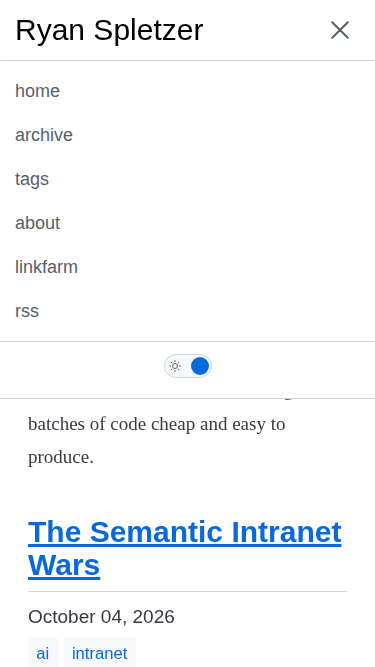 Ryan Spletzer
home
archive
tags
about
linkfarm
rss
batches of code cheap and easy to
produce.
The Semantic Intranet
Wars
October 04, 2026
ai intranet